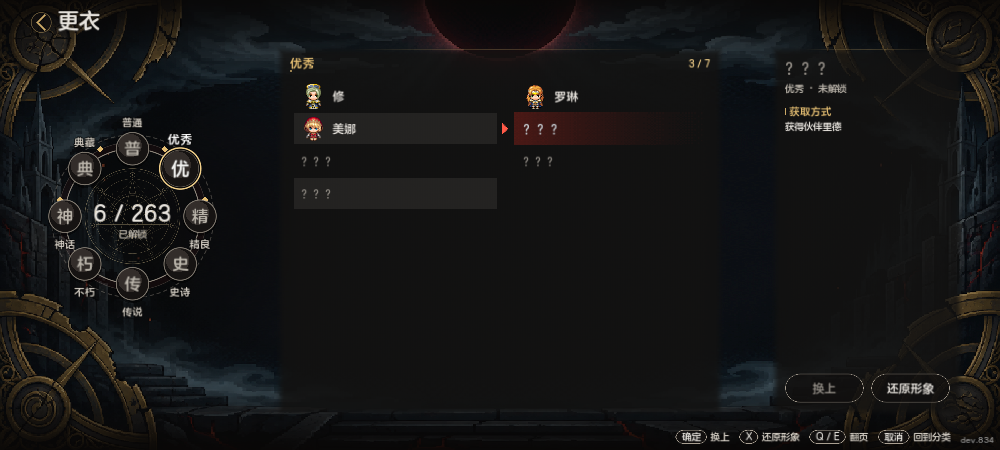 更衣
普通
典藏
优秀
普
典
优
神
6 / 263
已解锁
精
神话
精良
朽
史
传
不朽
史诗
传说
优秀
3 / 7
修
罗琳
美娜
? ? ?
? ? ?
? ? ?
? ? ?
? ? ?
优秀 · 未解锁
获取方式
获得伙伴里德
换上
还原形象
确定 换上
X 还原形象
Q / E 翻页
取消 回到分类
dev.834